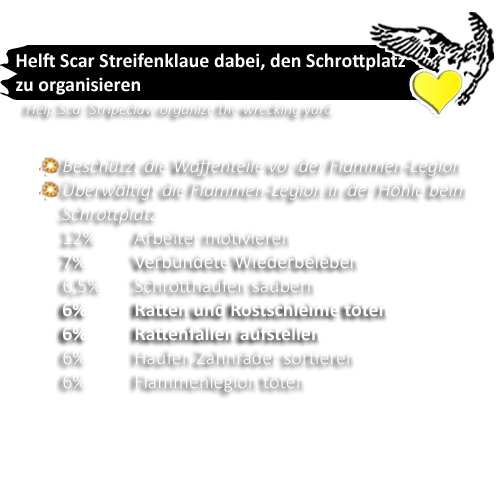 Helft Scar Streifenklaue dabei, den Schrottplatz
zu organisieren
Help Scar Stripeclaw organize the wrecking yard.
Beschützt die Waffenteile vor der Flammen-Legion
Überwältigt die Flammen-Legion in der Höhle beim
Schrottplatz
12% Arbeiter motivieren
7% Verbündete Wiederbeleben
6,5% Schrotthaufen säubern
6% Ratten und Rostschleime töten
6% Rattenfallen aufstellen
6% Haufen Zahnräder sortieren
6% Flammenlegion töten